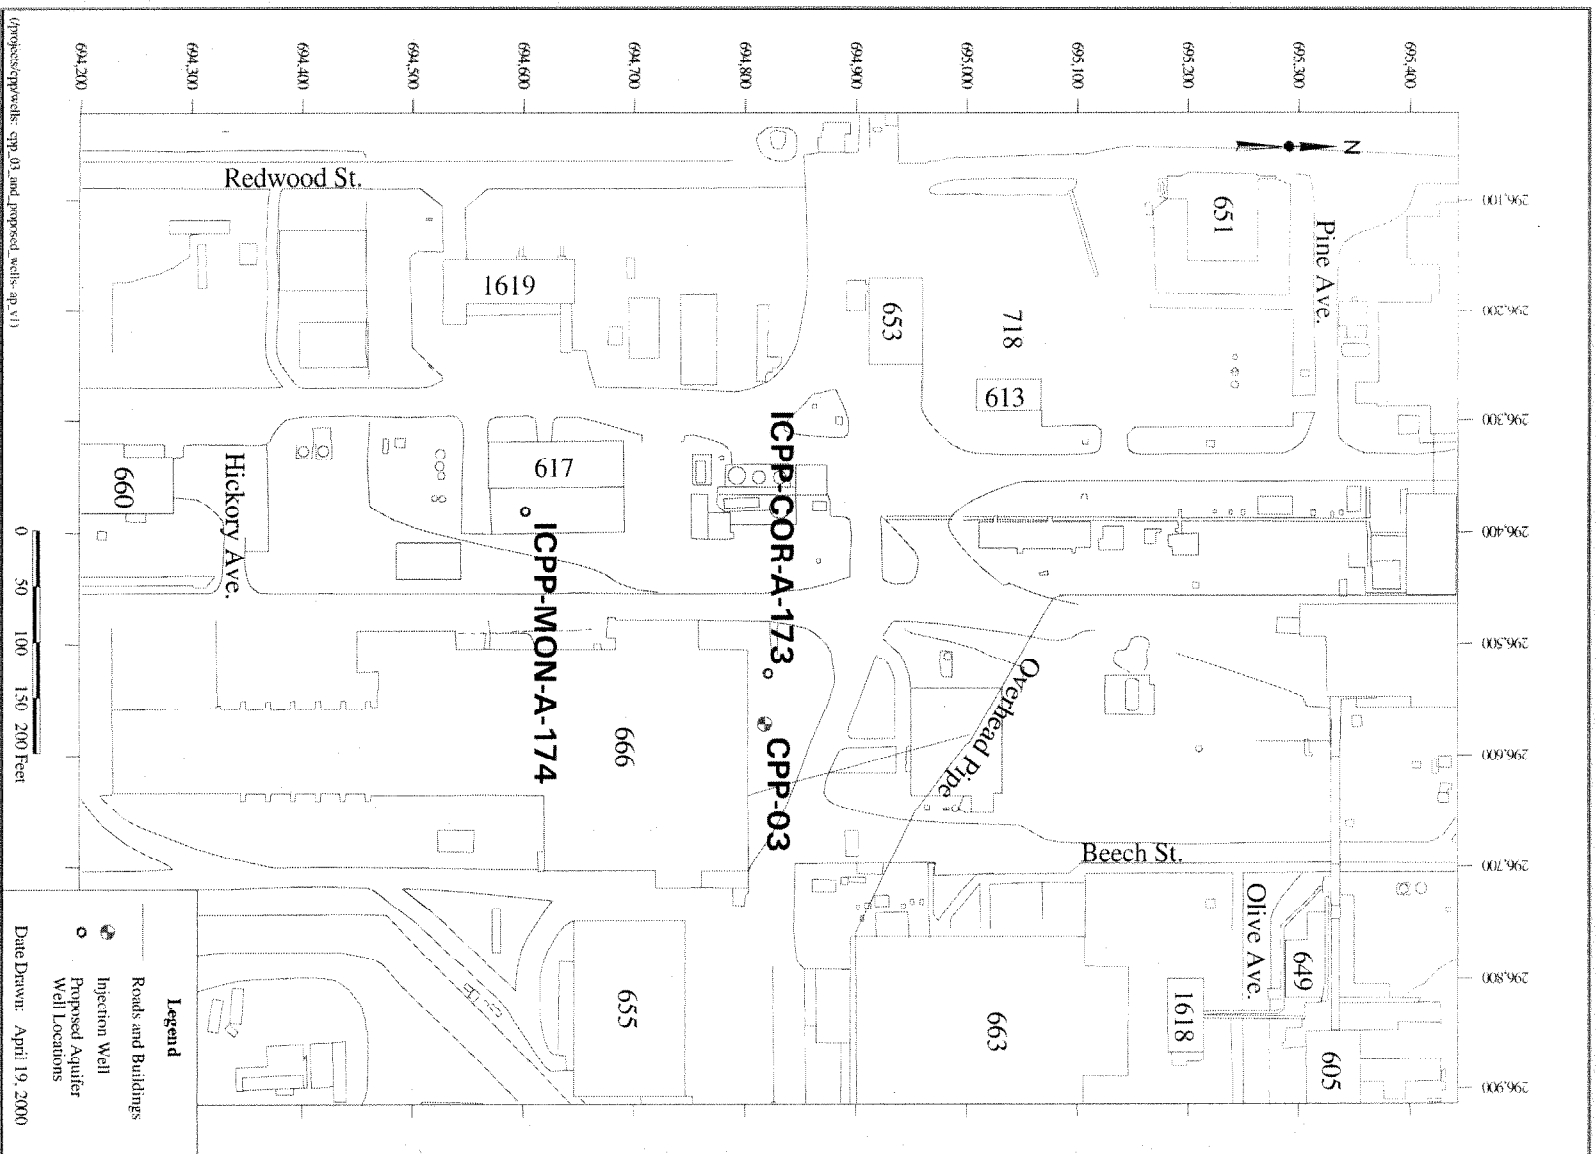 (/projects/cpp/wells: cpp_03_and_proposed_wells-ap_v1)
694,200
694,300
694,400
694,500
694,600
694,700
694,800
694,900
695,000
695,100
695,200
695,300
695,400
296,100
296,200
296,300
296,400
296,500
296,600
296,700
296,800
296,900
N
Redwood St.
Pine Ave.
651
1619
653
718
613
660
Hickory Ave.
617
ICPP-COR-A-173
ICPP-MON-A-174
666
CPP-03
Overhead Pipe
Beech St.
Olive Ave.
649
655
663
1618
605
0 50 100 150 200 Feet
Legend
Roads and Buildings
Injection Well
Proposed Aquifer
Well Locations
Date Drawn: April 19, 2000